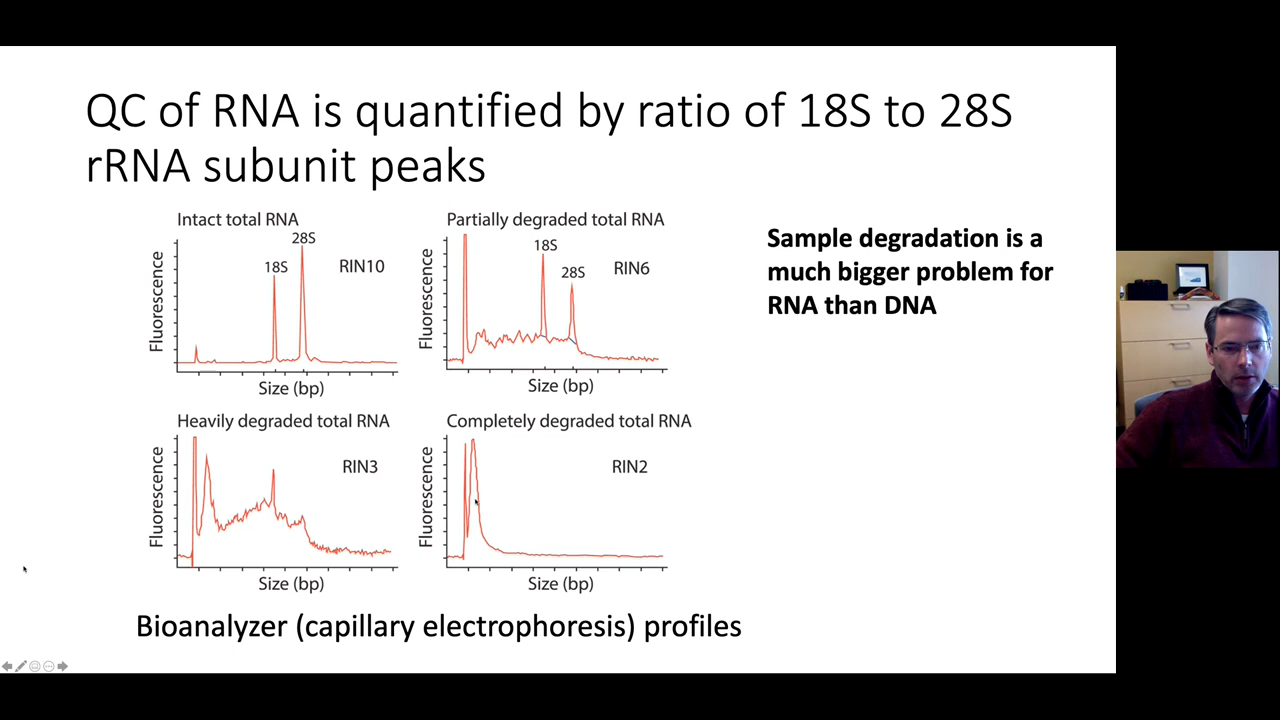 QC of RNA is quantified by ratio of 18S to 28S
rRNA subunit peaks
Intact total RNA
28S
18S
RIN10
Fluorescence
Size (bp)
Partially degraded total RNA
18S
28S
RIN6
Fluorescence
Size (bp)
Sample degradation is a
much bigger problem for
RNA than DNA
Heavily degraded total RNA
RIN3
Fluorescence
Size (bp)
Completely degraded total RNA
RIN2
Fluorescence
Size (bp)
Bioanalyzer (capillary electrophoresis) profiles